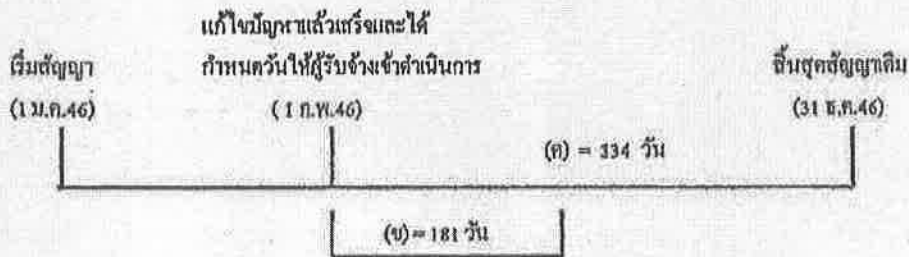 แก้ไขปัญหาแล้วเสร็จและได้
เริ่มสัญญา กำหนดวันให้ผู้รับจ้างเข้าดำเนินการ สิ้นสุดสัญญาเดิม
(1 ม.ค.46) (1 ก.พ.46) (31 ธ.ค.46)
(ค) = 334 วัน
(ข) = 181 วัน